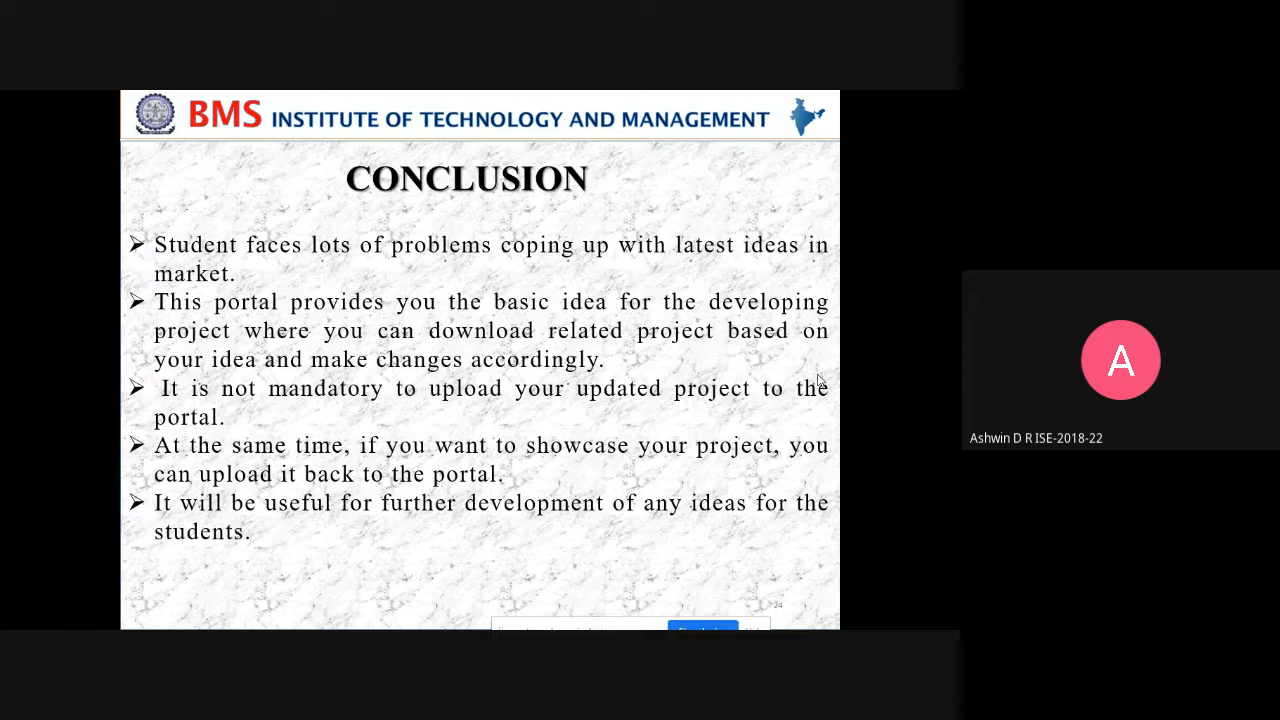 BMS INSTITUTE OF TECHNOLOGY AND MANAGEMENT
CONCLUSION
➢ Student faces lots of problems coping up with latest ideas in
market.
➢ This portal provides you the basic idea for the developing
project where you can download related project based on
your idea and make changes accordingly.
➢ It is not mandatory to upload your updated project to the
portal.
➢ At the same time, if you want to showcase your project, you
can upload it back to the portal.
➢ It will be useful for further development of any ideas for the
students.
24
A
Ashwin D R ISE-2018-22